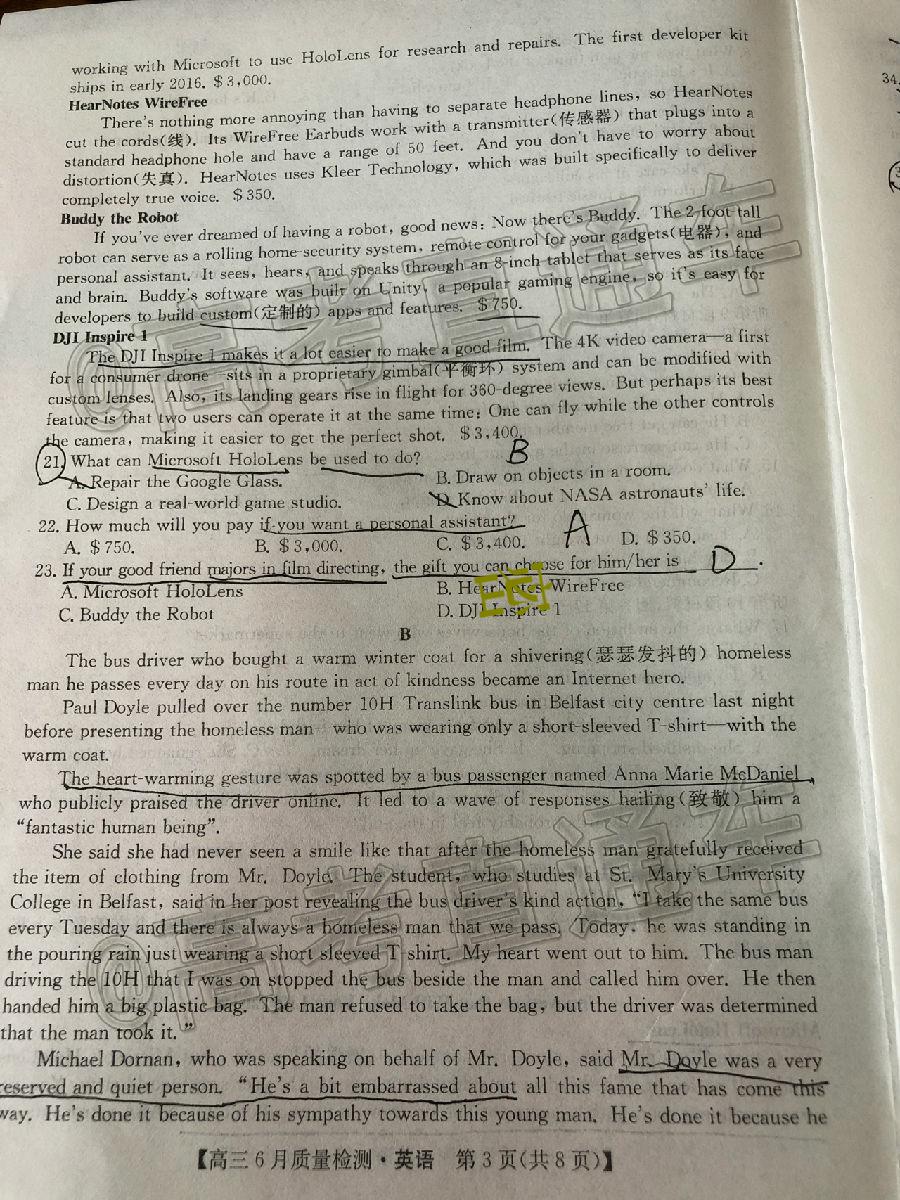 working with Microsoft to use HoloLens for research and repairs. The first developer kit
ships in early 2016. $3,000.
HearNotes WireFree
There's nothing more annoying than having to separate headphone lines, so HearNotes
cut the cords(线). Its WireFree Earbuds work with a transmitter(传感器) that plugs into a
standard headphone hole and have a range of 50 feet. And you don't have to worry about
distortion(失真). HearNotes uses Kleer Technology, which was built specifically to deliver
completely true voice. $350.
Buddy the Robot
If you've ever dreamed of having a robot, good news: Now there's Buddy. The 2-foot tall
robot can serve as a rolling home-security system, remote control for your gadgets(电器), and
personal assistant. It sees, hears, and speaks through an 8-inch tablet that serves as its face
and brain. Buddy's software was built on Unity, a popular gaming engine, so it's easy for
developers to build custom(定制的) apps and features. $750.
DJI Inspire 1
The DJI Inspire 1 makes it a lot easier to make a good film. The 4K video camera—a first
for a consumer drone—sits in a proprietary gimbal(平衡环) system and can be modified with
custom lenses. Also, its landing gears rise in flight for 360-degree views. But perhaps its best
feature is that two users can operate it at the same time: One can fly while the other controls
the camera, making it easier to get the perfect shot. $3,400.
21. What can Microsoft HoloLens be used to do? B
A. Repair the Google Glass. B. Draw on objects in a room.
C. Design a real-world game studio. D. Know about NASA astronauts' life.
22. How much will you pay if you want a personal assistant? A
A. $750. B. $3,000. C. $3,400. D. $350.
23. If your good friend majors in film directing, the gift you can choose for him/her is D.
A. Microsoft HoloLens B. HearNotes WireFree
C. Buddy the Robot D. DJI Inspire 1
B
The bus driver who bought a warm winter coat for a shivering(瑟瑟发抖的) homeless
man he passes every day on his route in act of kindness became an Internet hero.
Paul Doyle pulled over the number 10H Translink bus in Belfast city centre last night
before presenting the homeless man—who was wearing only a short-sleeved T-shirt—with the
warm coat.
The heart-warming gesture was spotted by a bus passenger named Anna Marie McDaniel,
who publicly praised the driver online. It led to a wave of responses hailing(致敬) him a
"fantastic human being".
She said she had never seen a smile like that after the homeless man gratefully received
the item of clothing from Mr. Doyle. The student, who studies at St. Mary's University
College in Belfast, said in her post revealing the bus driver's kind action, "I take the same bus
every Tuesday and there is always a homeless man that we pass. Today, he was standing in
the pouring rain just wearing a short sleeved T shirt. My heart went out to him. The bus man
driving the 10H that I was on stopped the bus beside the man and called him over. He then
handed him a big plastic bag. The man refused to take the bag, but the driver was determined
that the man took it."
Michael Dornan, who was speaking on behalf of Mr. Doyle, said Mr. Doyle was a very
reserved and quiet person. "He's a bit embarrassed about all this fame that has come this
way. He's done it because of his sympathy towards this young man. He's done it because he
【高三6月质量检测·英语 第3页(共8页)】
@高考直通车
@高考直通车
34.